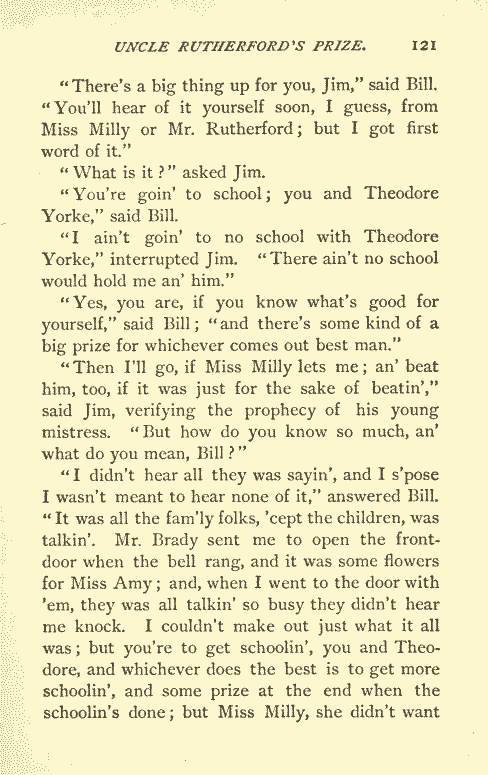 UNCLE RUTHERFORD'S PRIZE. 121
“There's a big thing up for you, Jim,” said Bill.
“You'll hear of it yourself soon, I guess, from
Miss Milly or Mr. Rutherford; but I got first
word of it.”
“What is it?” asked Jim.
“You're goin' to school; you and Theodore
Yorke,” said Bill.
“I ain't goin' to no school with Theodore
Yorke,” interrupted Jim. “There ain't no school
would hold me an' him.”
“Yes, you are, if you know what's good for
yourself,” said Bill; “and there's some kind of a
big prize for whichever comes out best man.”
“Then I'll go, if Miss Milly lets me; an' beat
him, too, if it was just for the sake of beatin',”
said Jim, verifying the prophecy of his young
mistress. “But how do you know so much, an'
what do you mean, Bill?”
“I didn't hear all they was sayin', and I s'pose
I wasn't meant to hear none of it,” answered Bill.
“It was all the fam'ly folks, 'cept the children, was
talkin'. Mr. Brady sent me to open the front-
door when the bell rang, and it was some flowers
for Miss Amy; and, when I went to the door with
'em, they was all talkin' so busy they didn't hear
me knock. I couldn't make out just what it all
was; but you're to get schoolin', you and Theo-
dore, and whichever does the best is to get more
schoolin', and some prize at the end when the
schoolin's done; but Miss Milly, she didn't want